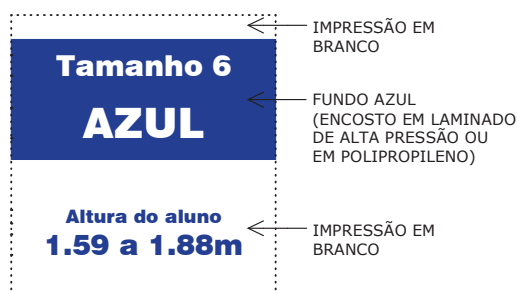 IMPRESSÃO EM
BRANCO
Tamanho 6
AZUL
FUNDO AZUL
(ENCOSTO EM LAMINADO
DE ALTA PRESSÃO OU
EM POLIPROPILENO)
Altura do aluno
1.59 a 1.88m
IMPRESSÃO EM
BRANCO